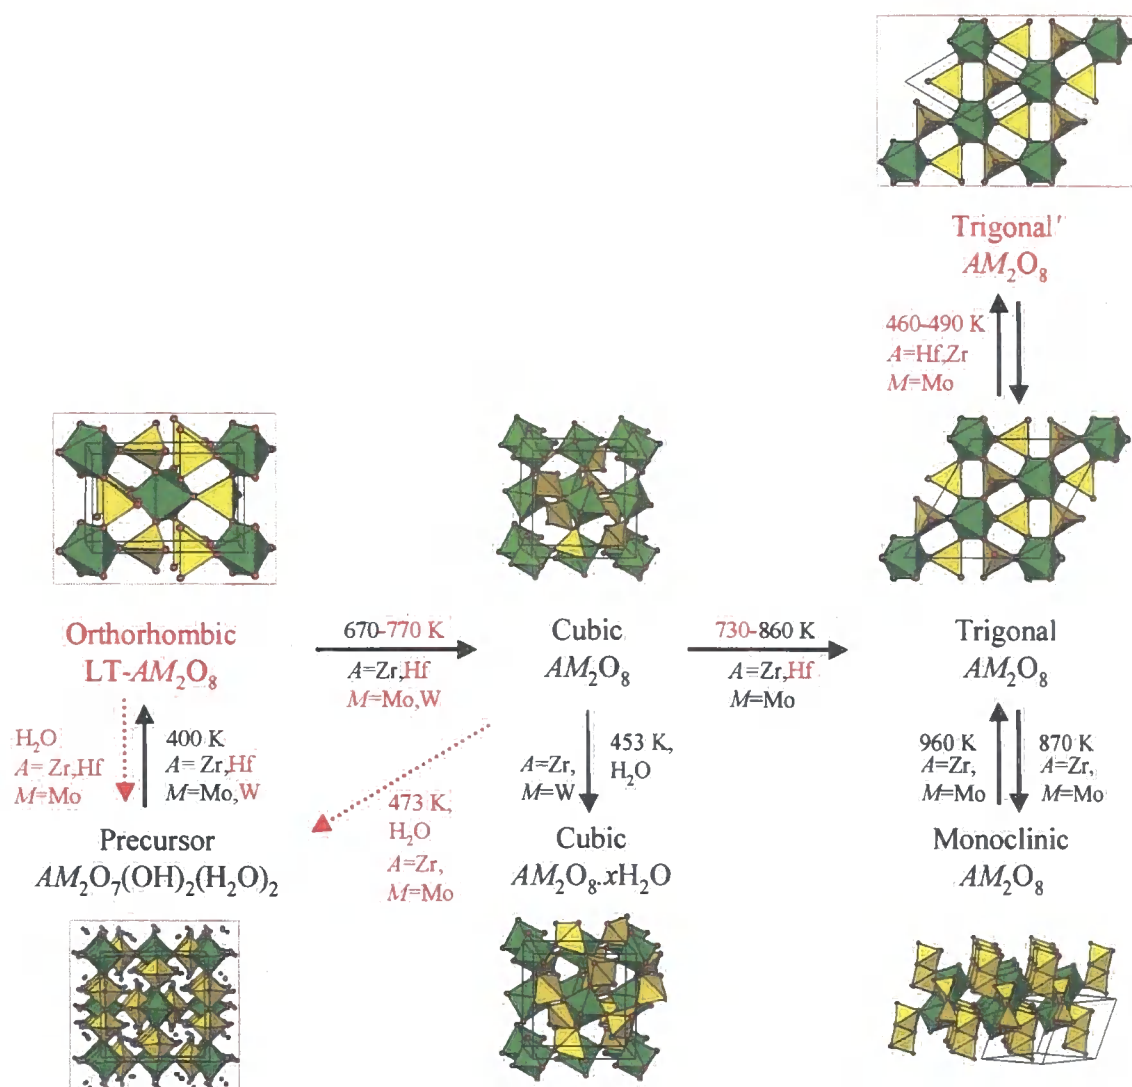 Trigonal'
AM₂O₈
460-490 K
A=Hf,Zr
M=Mo
Orthorhombic
LT-AM₂O₈
670-770 K
A=Zr,Hf
M=Mo,W
Cubic
AM₂O₈
730-860 K
A=Zr,Hf
M=Mo
Trigonal
AM₂O₈
H₂O
A= Zr,Hf
M=Mo
400 K
A= Zr,Hf
M=Mo,W
473 K,
H₂O
A=Zr,
M=Mo
A=Zr,
M=W
453 K,
H₂O
960 K
A=Zr,
M=Mo
870 K
A=Zr,
M=Mo
Precursor
AM₂O₇(OH)₂(H₂O)₂
Cubic
AM₂O₈.xH₂O
Monoclinic
AM₂O₈